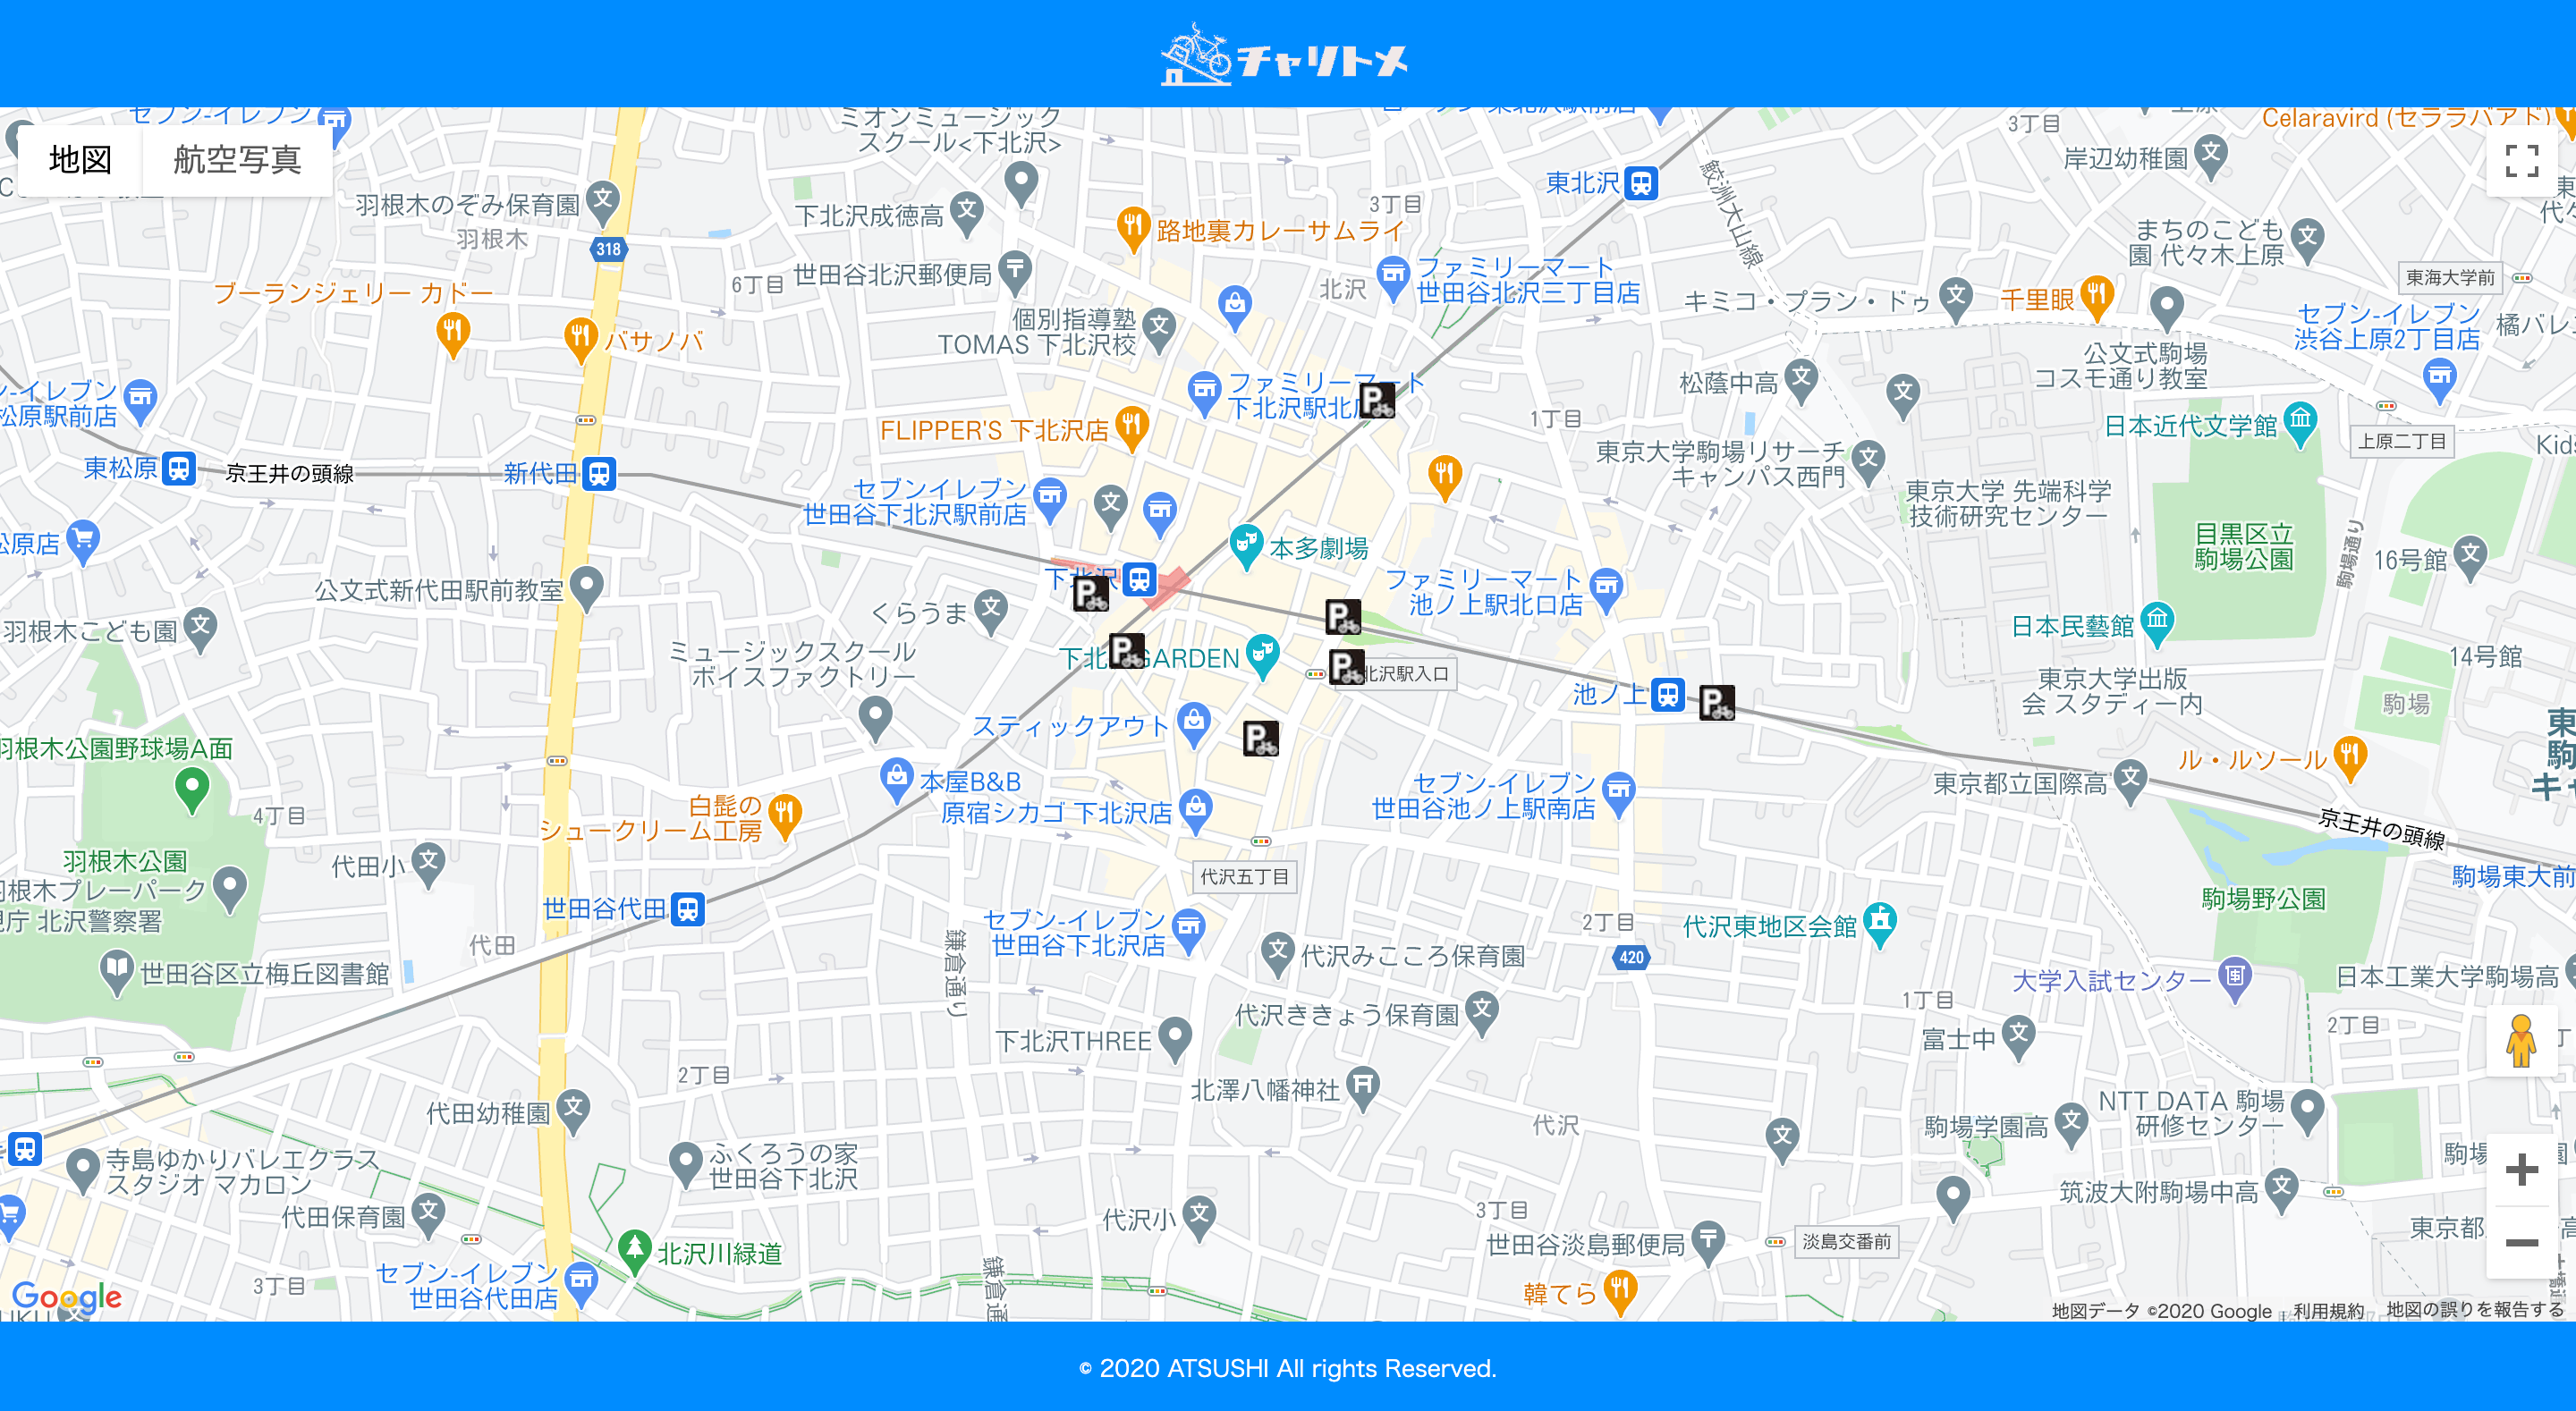 チャリトメ
セブン-イレブン
ミオンミュージック
スクール<下北沢>
3丁目
Celaravird (セララバアド)
地図
航空写真
東北沢
鮫洲大山線
岸辺幼稚園
羽根木のぞみ保育園
羽根木
318
下北沢成徳高
路地裏カレーサムライ
3丁目
まちのこども
園 代々木上原
6丁目
世田谷北沢郵便局
北沢
ファミリーマート
世田谷北沢三丁目店
東海大学前
ブーランジェリー カドー
キミコ・プラン・ドゥ
千里眼
バサノバ
個別指導塾
TOMAS 下北沢校
セブン-イレブン
渋谷上原2丁目店
公文式駒場
コスモ通り教室
松原駅前店
ファミリーマート
松蔭中高
FLIPPER'S 下北沢店
1丁目
日本近代文学館
上原二丁目
東京大学駒場リサーチ
キャンパス西門
東松原
京王井の頭線
新代田
セブンイレブン
世田谷下北沢駅前店
東京大学 先端科学
技術研究センター
本多劇場
目黒区立
駒場公園
駒場通り
16号館
公文式新代田駅前教室
ファミリーマート
池ノ上駅北口店
くらうま
羽根木こども園
日本民藝館
ミュージックスクール
ボイスファクトリー
GARDEN
北沢駅入口
14号館
池ノ上
東京大学出版
会 スタディー内
駒場
スティックアウト
羽根木公園野球場A面
ル・ルソール
本屋B&B
セブン-イレブン
世田谷池ノ上駅南店
東京都立国際高
白髭の
シュークリーム工房
原宿シカゴ 下北沢店
4丁目
京王井の頭線
羽根木公園
羽根木プレーパーク
代田小
代沢五丁目
駒場東大前
駒場野公園
北沢警察署
世田谷代田
セブン-イレブン
世田谷下北沢店
2丁目
代沢東地区会館
代田
鎌倉通り
代沢みこころ保育園
420
世田谷区立梅丘図書館
大学入試センター
日本工業大学駒場高
代沢ききょう保育園
1丁目
2丁目
下北沢THREE
富士中
2丁目
北澤八幡神社
代田幼稚園
代沢
駒場学園高
NTT DATA 駒場
研修センター
寺島ゆかりバレエクラス
スタジオ マカロン
ふくろうの家
世田谷下北沢
筑波大附駒場中高
代田保育園
代沢小
3丁目
世田谷淡島郵便局
淡島交番前
北沢川緑道
セブン-イレブン
世田谷代田店
3丁目
韓てら
Google
地図データ ©2020 Google
利用規約
地図の誤りを報告する
© 2020 ATSUSHI All rights Reserved.